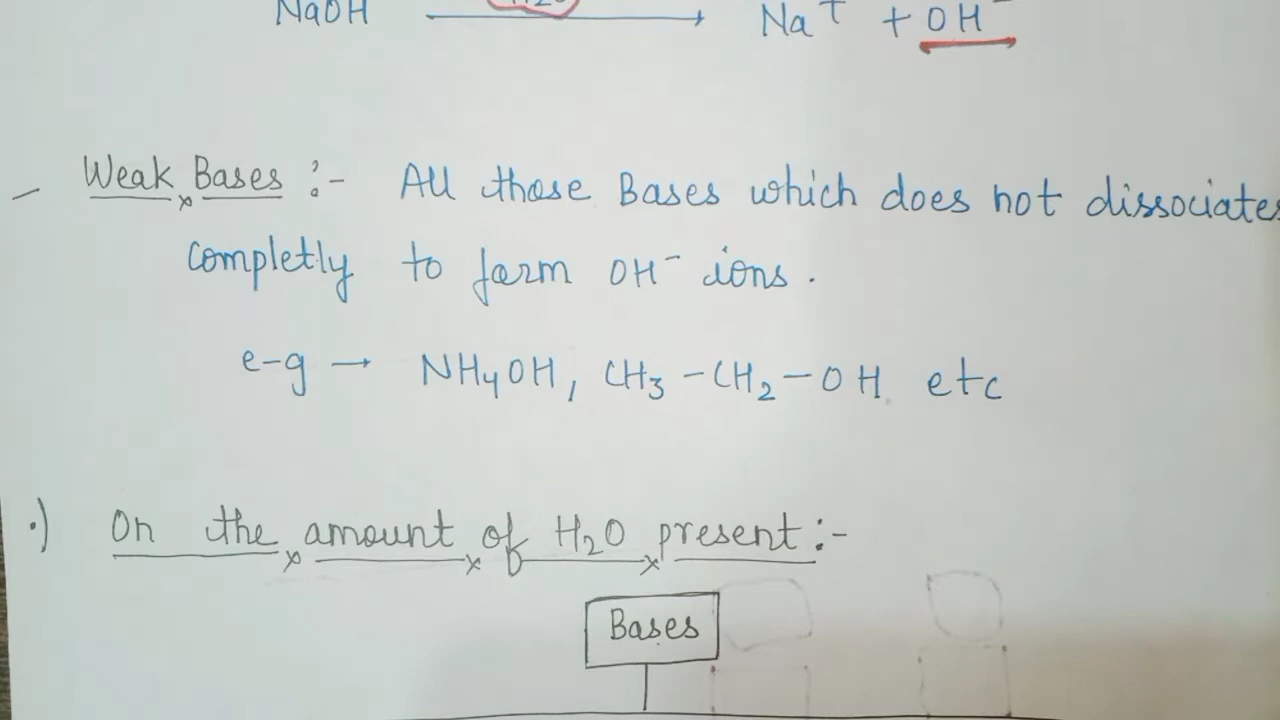 NaOH ⟶ Na⁺ + OH⁻
Weak Bases :- All those Bases which does not dissociates
completly to form OH⁻ ions.
e-g → NH₄OH, CH₃-CH₂-OH etc
•) On the amount of H₂O present :-
Bases